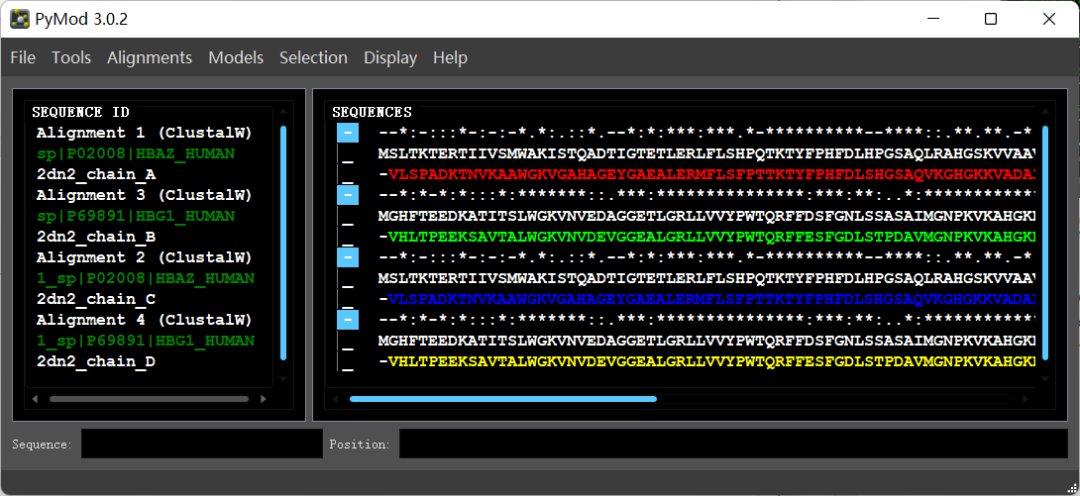 PyMod 3.0.2
File Tools Alignments Models Selection Display Help
SEQUENCE ID
Alignment 1 (ClustalW)
sp|P02008|HBAZ_HUMAN
2dn2_chain_A
Alignment 3 (ClustalW)
sp|P69891|HBG1_HUMAN
2dn2_chain_B
Alignment 2 (ClustalW)
1_sp|P02008|HBAZ_HUMAN
2dn2_chain_C
Alignment 4 (ClustalW)
1_sp|P69891|HBG1_HUMAN
2dn2_chain_D
SEQUENCES
- --*:-:::*-:-:-*.*:.::*.--*:*:***:***.-**********--****::.**.**.-*
_ MSLTKTERTIIVSMWAKISTQADTIGTETLERLFLSHPQTKTYFPHFDLHPGSAQLRAHGSKVVAAV
_ -VLSPADKTNVKAAWGKVGAHAGEYGAEALERMFLSFPTTKTYFPHFDLSHGSAQVKGHGKKVADA
- --*:*-*:*:::*:*******::.:***:*****************:***:**:..*:***********
_ MGHFTEEDKATITSLWGKVNVEDAGGETLGRLLVVYPWTQRFFDSFGNLSSASAIMGNPKVKAHGK
_ -VHLTPEEKSAVTALWGKVNVDEVGGEALGRLLVVYPWTQRFFESFGDLSTPDAVMGNPKVKAHGK
- --*:-:::*-:-:-*.*:.::*.--*:*:***:***.-**********--****::.**.**.-*
_ MSLTKTERTIIVSMWAKISTQADTIGTETLERLFLSHPQTKTYFPHFDLHPGSAQLRAHGSKVVAAV
_ -VLSPADKTNVKAAWGKVGAHAGEYGAEALERMFLSFPTTKTYFPHFDLSHGSAQVKGHGKKVADA
- --*:*-*:*:::*:*******::.:***:*****************:***:**:..*:***********
_ MGHFTEEDKATITSLWGKVNVEDAGGETLGRLLVVYPWTQRFFDSFGNLSSASAIMGNPKVKAHGK
_ -VHLTPEEKSAVTALWGKVNVDEVGGEALGRLLVVYPWTQRFFESFGDLSTPDAVMGNPKVKAHGK
Sequence: Position: